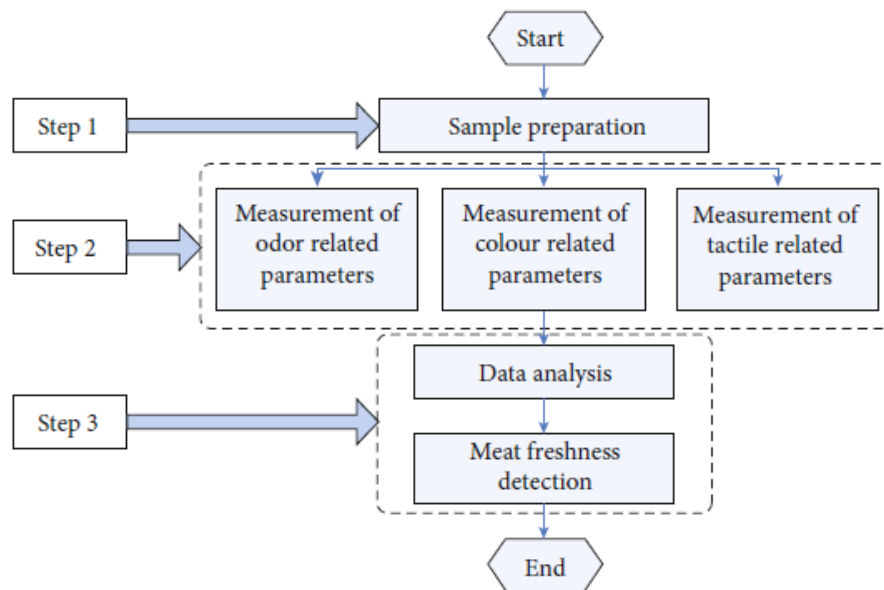 Start
Step 1
Sample preparation
Step 2
Measurement of
odor related
parameters
Measurement of
colour related
parameters
Measurement of
tactile related
parameters
Step 3
Data analysis
Meat freshness
detection
End